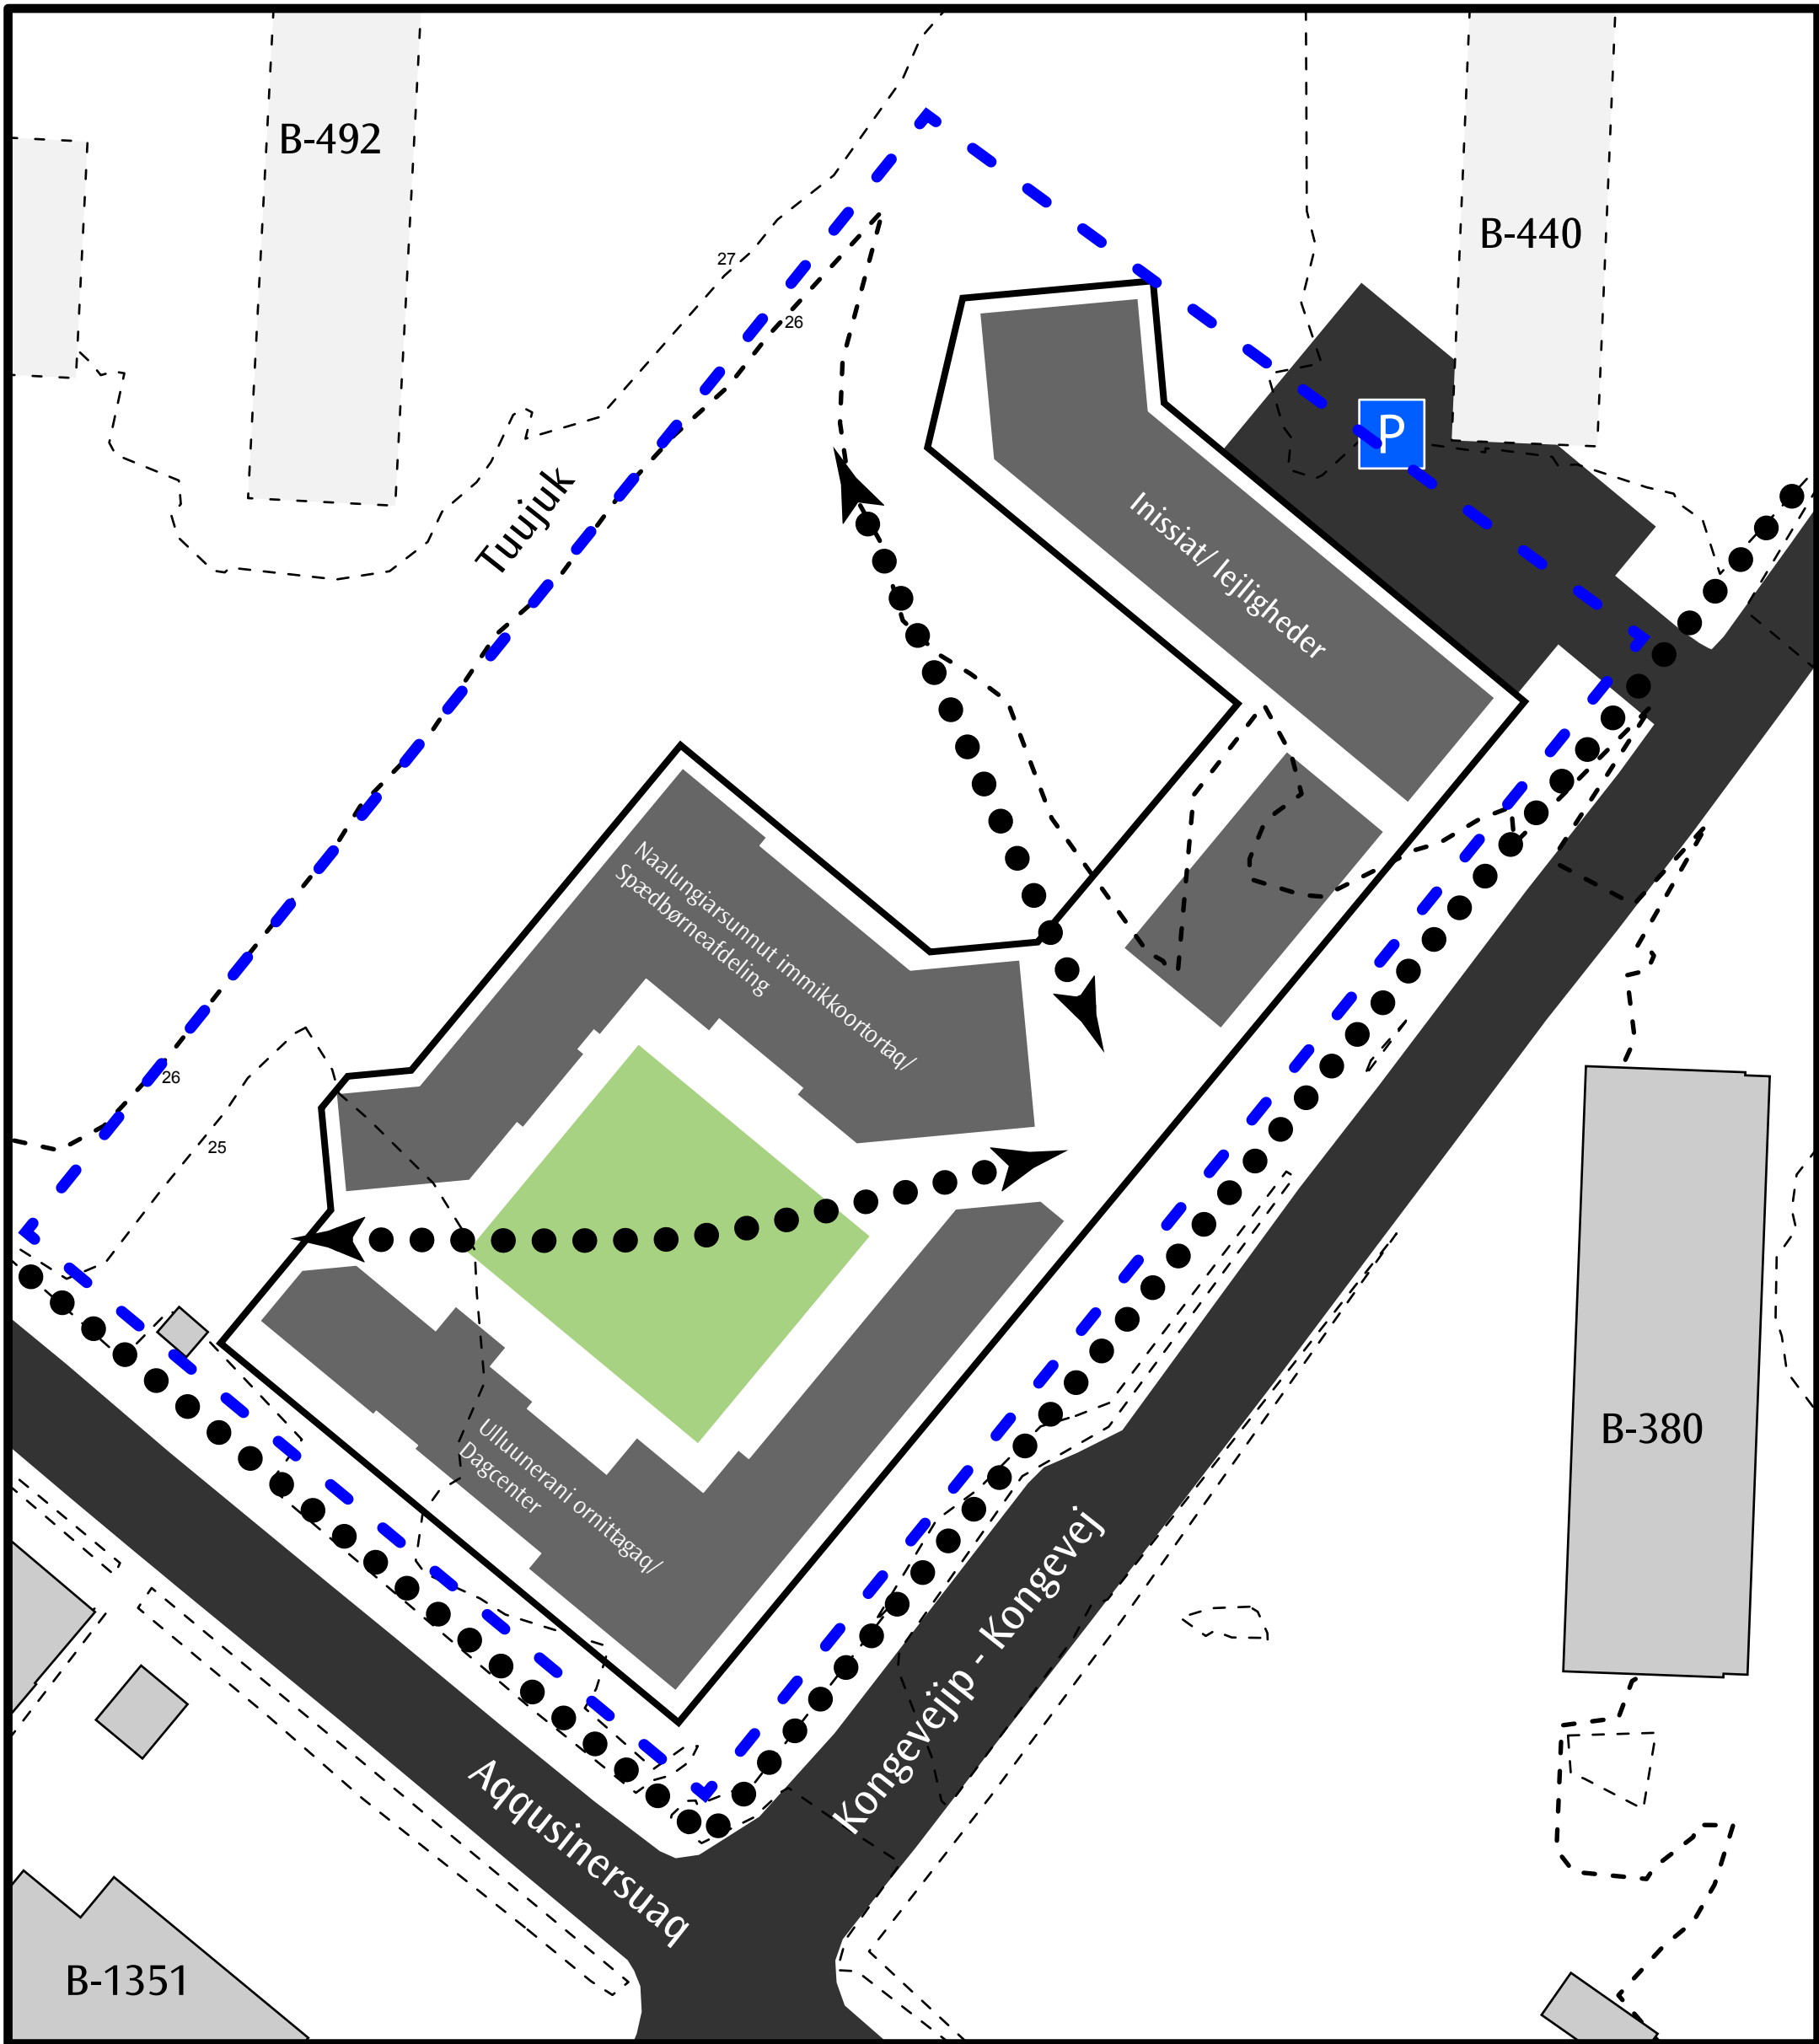 B-492
B-440
27
26
P
Tuujuk
Inissiat/ lejligheder
Naalungiarsunnut immikkoortortaq/
Spædbørneafdeling
26
25
B-380
Ulluunerani ornittagaq/
Dagcenter
Kongevejip - Kongevej
Aqqusinersuaq
B-1351